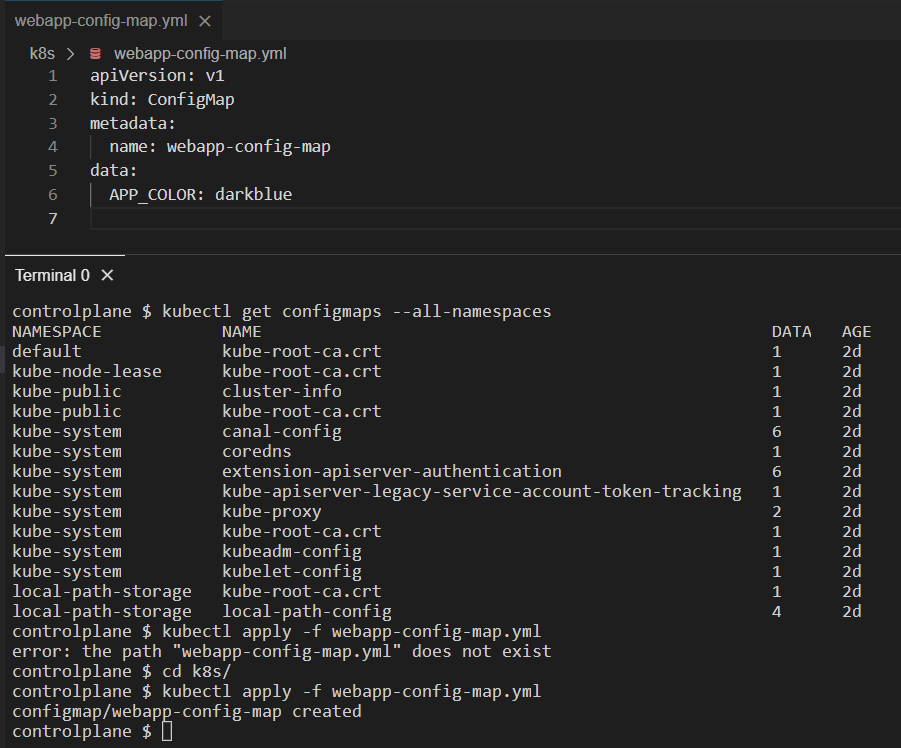 webapp-config-map.yml ×
k8s > webapp-config-map.yml
1 apiVersion: v1
2 kind: ConfigMap
3 metadata:
4   name: webapp-config-map
5 data:
6   APP_COLOR: darkblue
7
Terminal 0 ×
controlplane $ kubectl get configmaps --all-namespaces
NAMESPACE            NAME                                                   DATA   AGE
default              kube-root-ca.crt                                       1      2d
kube-node-lease      kube-root-ca.crt                                       1      2d
kube-public          cluster-info                                           1      2d
kube-public          kube-root-ca.crt                                       1      2d
kube-system          canal-config                                           6      2d
kube-system          coredns                                                1      2d
kube-system          extension-apiserver-authentication                     6      2d
kube-system          kube-apiserver-legacy-service-account-token-tracking   1      2d
kube-system          kube-proxy                                             2      2d
kube-system          kube-root-ca.crt                                       1      2d
kube-system          kubeadm-config                                         1      2d
kube-system          kubelet-config                                         1      2d
local-path-storage   kube-root-ca.crt                                       1      2d
local-path-storage   local-path-config                                      4      2d
controlplane $ kubectl apply -f webapp-config-map.yml
error: the path "webapp-config-map.yml" does not exist
controlplane $ cd k8s/
controlplane $ kubectl apply -f webapp-config-map.yml
configmap/webapp-config-map created
controlplane $